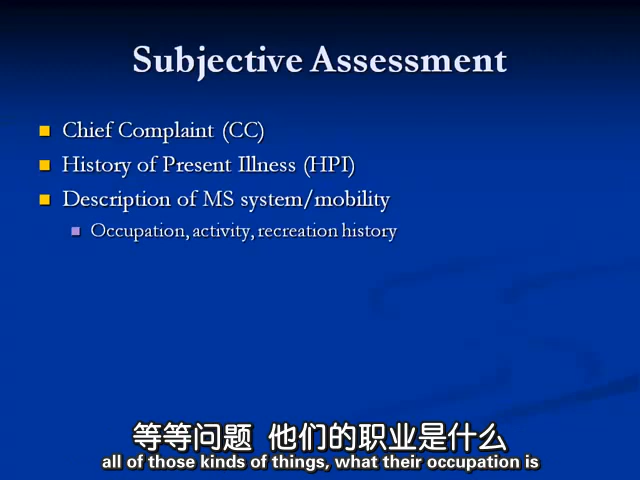 Subjective Assessment
Chief Complaint (CC)
History of Present Illness (HPI)
Description of MS system/mobility
Occupation, activity, recreation history
等等问题 他们的职业是什么
all of those kinds of things, what their occupation is